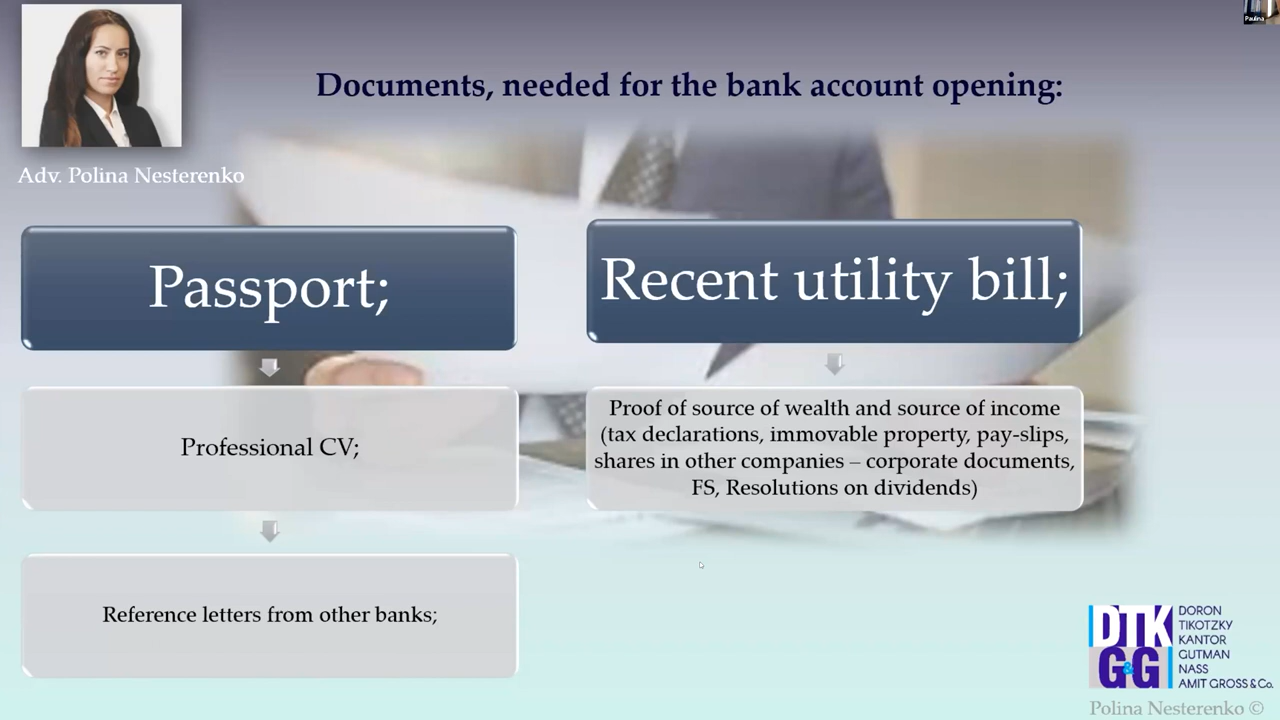 Paulina
Documents, needed for the bank account opening:
Adv. Polina Nesterenko
Passport;
Professional CV;
Reference letters from other banks;
Recent utility bill;
Proof of source of wealth and source of income
(tax declarations, immovable property, pay-slips,
shares in other companies – corporate documents,
FS, Resolutions on dividends)
DTK
G&G
DORON
TIKOTZKY
KANTOR
GUTMAN
NASS
AMIT GROSS & Co.
Polina Nesterenko ©